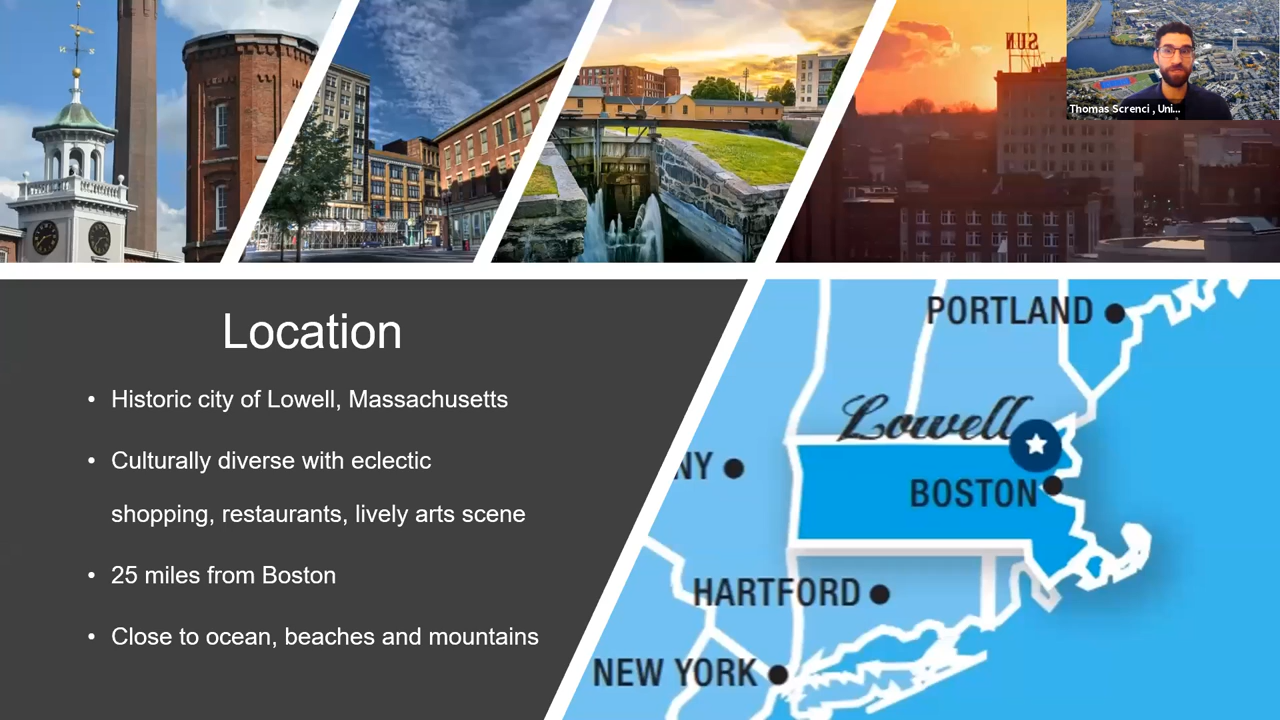 SUN
Thomas Screnci , Uni...
Location
• Historic city of Lowell, Massachusetts
• Culturally diverse with eclectic
shopping, restaurants, lively arts scene
• 25 miles from Boston
• Close to ocean, beaches and mountains
PORTLAND
Lowell
NY
BOSTON
HARTFORD
NEW YORK